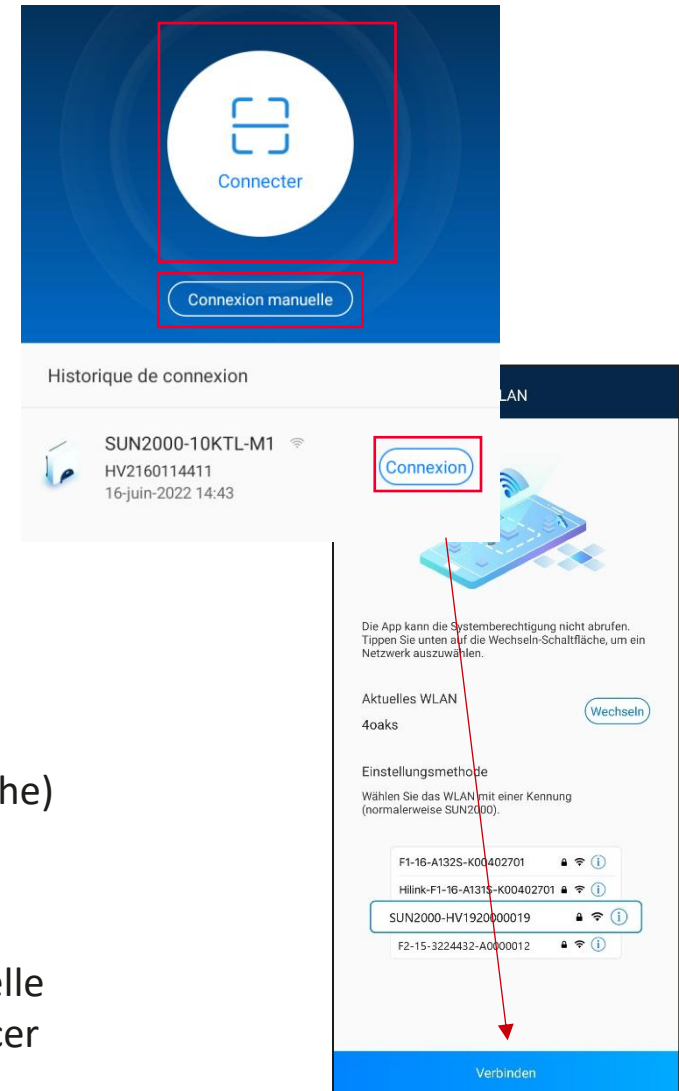 Connecter
Connexion manuelle
Historique de connexion
SUN2000-10KTL-M1
HV2160114411
16-juin-2022 14:43
Connexion
LAN
Die App kann die Systemberechtigung nicht abrufen.
Tippen Sie unten auf die Wechseln-Schaltfläche, um ein
Netzwerk auszuwählen.
Aktuelles WLAN
4oaks
Wechseln
Einstellungsmethode
Wählen Sie das WLAN mit einer Kennung
(normalerweise SUN2000).
F1-16-A132S-K00402701
Hilink-F1-16-A131S-K00402701
SUN2000-HV1920000019
F2-15-3224432-A0000012
Verbinden
he)
elle
cer